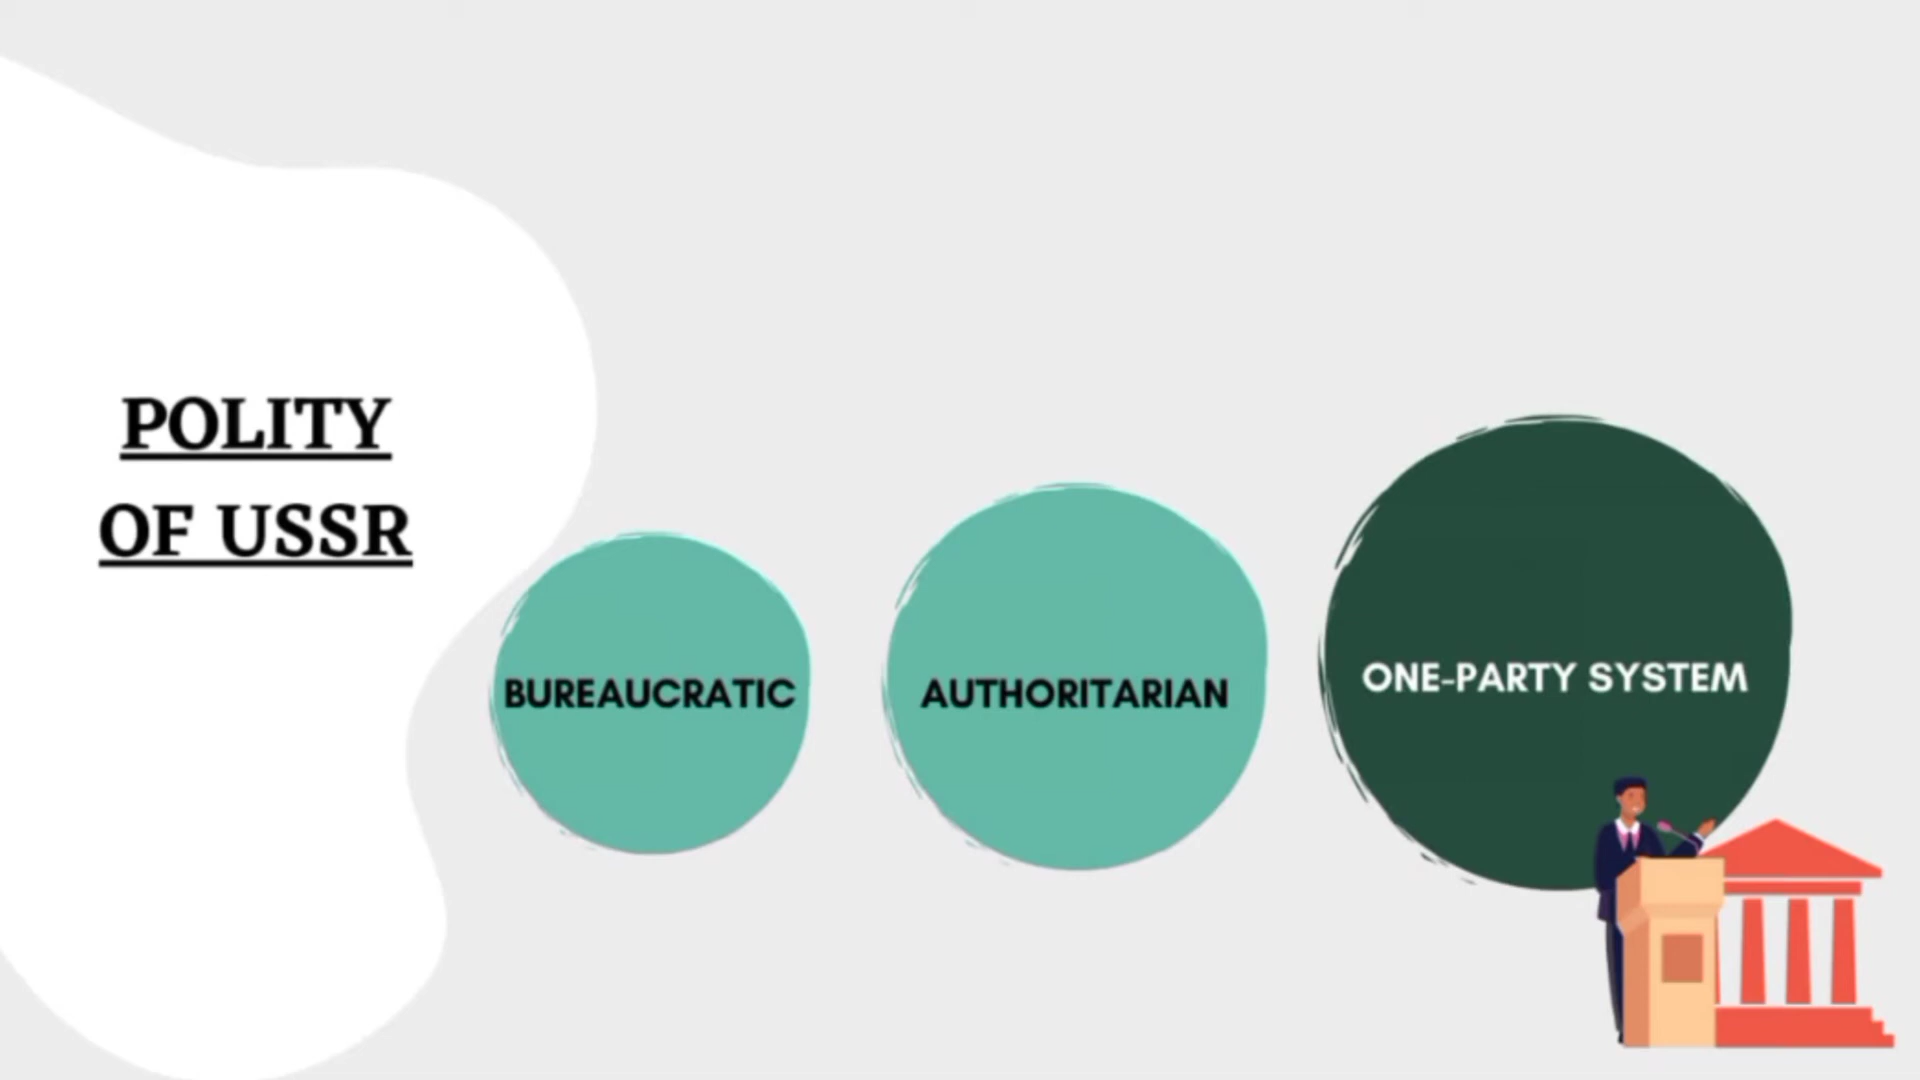 POLITY
OF USSR
BUREAUCRATIC
AUTHORITARIAN
ONE-PARTY SYSTEM